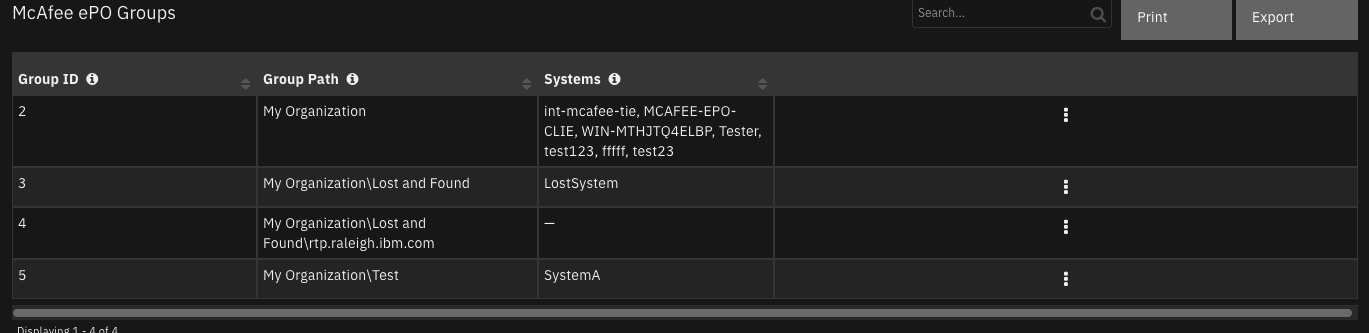 McAfee ePO Groups
Search...
Print
Export
Group ID
Group Path
Systems
2
My Organization
int-mcafee-tie, MCAFEE-EPO-
CLIE, WIN-MTHJTQ4ELBP, Tester,
test123, fffff, test23
3
My Organization\Lost and Found
LostSystem
4
My Organization\Lost and
Found\rtp.raleigh.ibm.com
—
5
My Organization\Test
SystemA
Displaying 1 - 4 of 4